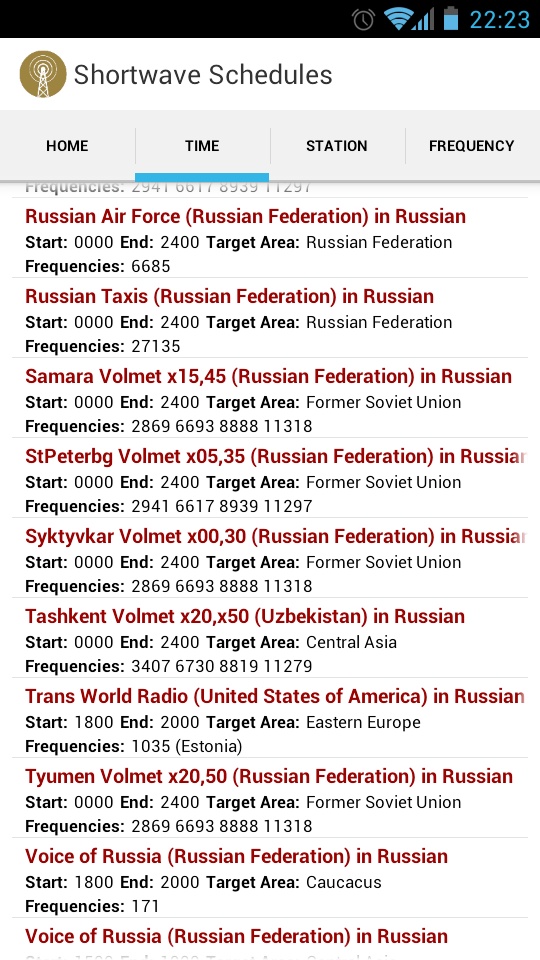 22:23
Shortwave Schedules
HOME TIME STATION FREQUENCY
Frequencies: 2941 6617 8939 11297
Russian Air Force (Russian Federation) in Russian
Start: 0000 End: 2400 Target Area: Russian Federation
Frequencies: 6685
Russian Taxis (Russian Federation) in Russian
Start: 0000 End: 2400 Target Area: Russian Federation
Frequencies: 27135
Samara Volmet x15,45 (Russian Federation) in Russian
Start: 0000 End: 2400 Target Area: Former Soviet Union
Frequencies: 2869 6693 8888 11318
StPeterbg Volmet x05,35 (Russian Federation) in Russian
Start: 0000 End: 2400 Target Area: Former Soviet Union
Frequencies: 2941 6617 8939 11297
Syktyvkar Volmet x00,30 (Russian Federation) in Russian
Start: 0000 End: 2400 Target Area: Former Soviet Union
Frequencies: 2869 6693 8888 11318
Tashkent Volmet x20,x50 (Uzbekistan) in Russian
Start: 0000 End: 2400 Target Area: Central Asia
Frequencies: 3407 6730 8819 11279
Trans World Radio (United States of America) in Russian
Start: 1800 End: 2000 Target Area: Eastern Europe
Frequencies: 1035 (Estonia)
Tyumen Volmet x20,50 (Russian Federation) in Russian
Start: 0000 End: 2400 Target Area: Former Soviet Union
Frequencies: 2869 6693 8888 11318
Voice of Russia (Russian Federation) in Russian
Start: 1800 End: 2000 Target Area: Caucasus
Frequencies: 171
Voice of Russia (Russian Federation) in Russian